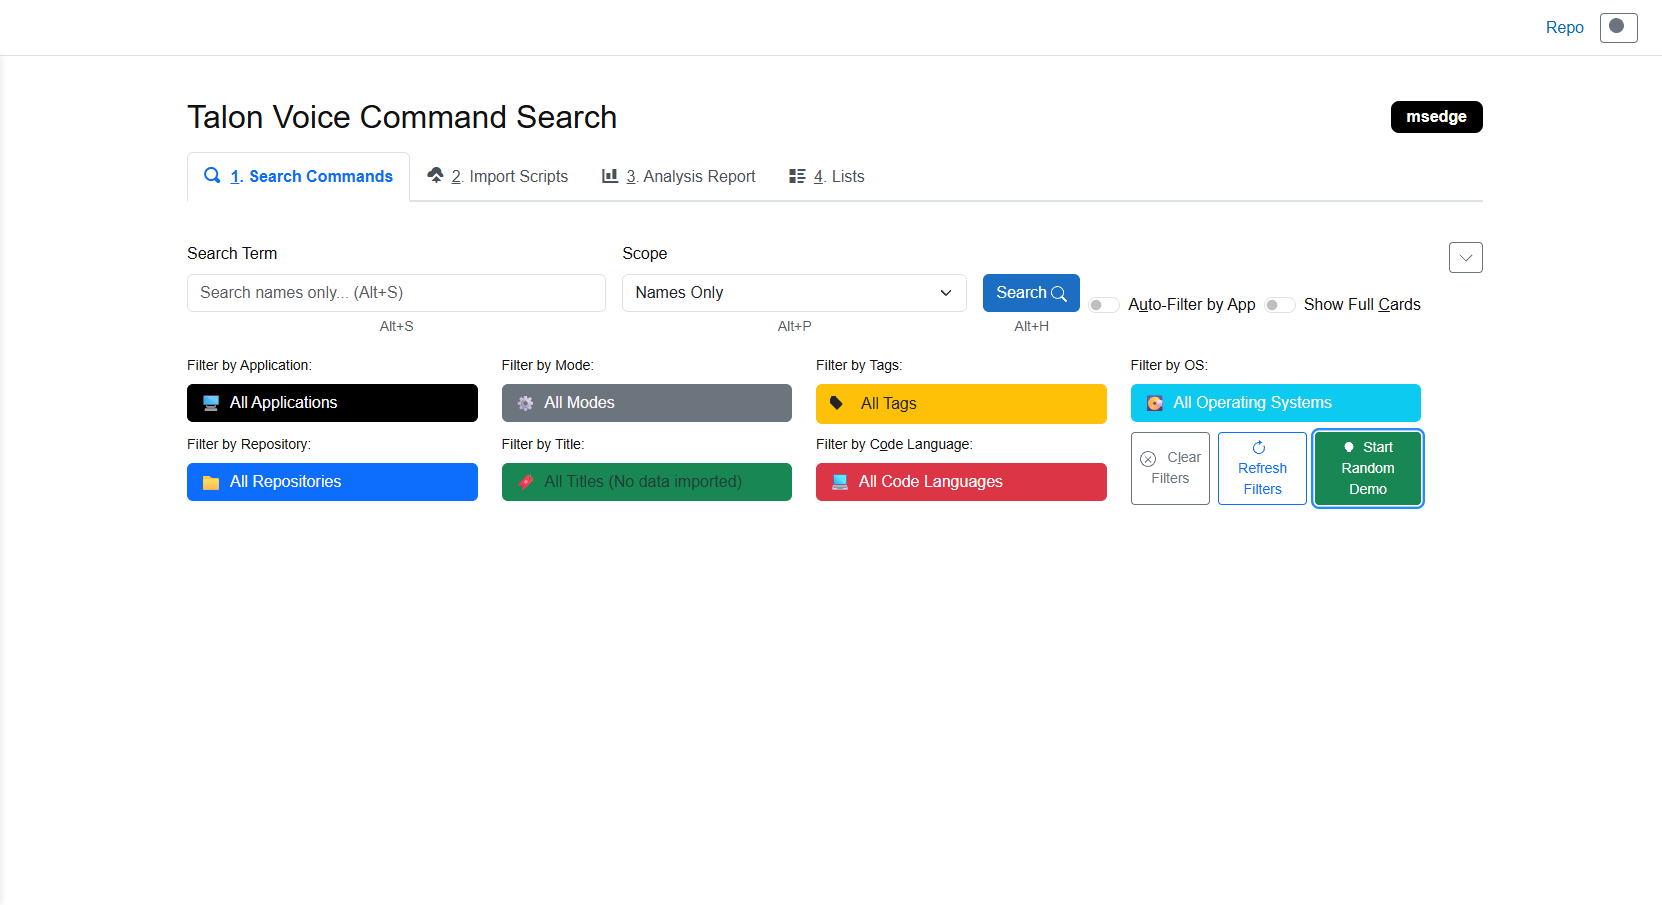 Repo
Talon Voice Command Search
msedge
1. Search Commands
2. Import Scripts
3. Analysis Report
4. Lists
Search Term
Scope
Search names only... (Alt+S)
Names Only
Search
Auto-Filter by App
Show Full Cards
Alt+S
Alt+P
Alt+H
Filter by Application:
Filter by Mode:
Filter by Tags:
Filter by OS:
All Applications
All Modes
All Tags
All Operating Systems
Filter by Repository:
Filter by Title:
Filter by Code Language:
All Repositories
All Titles (No data imported)
All Code Languages
Clear
Filters
Refresh
Filters
Start
Random
Demo